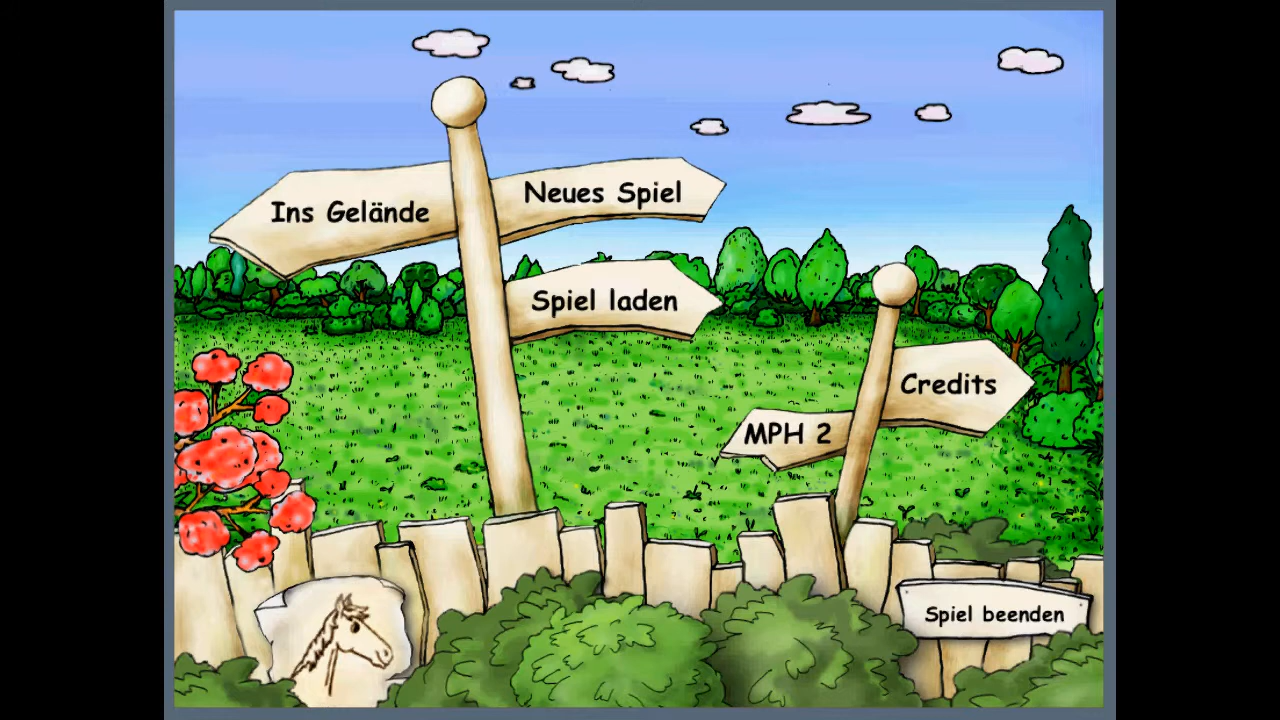 Ins Gelände
Neues Spiel
Spiel laden
Credits
MPH 2
Spiel beenden